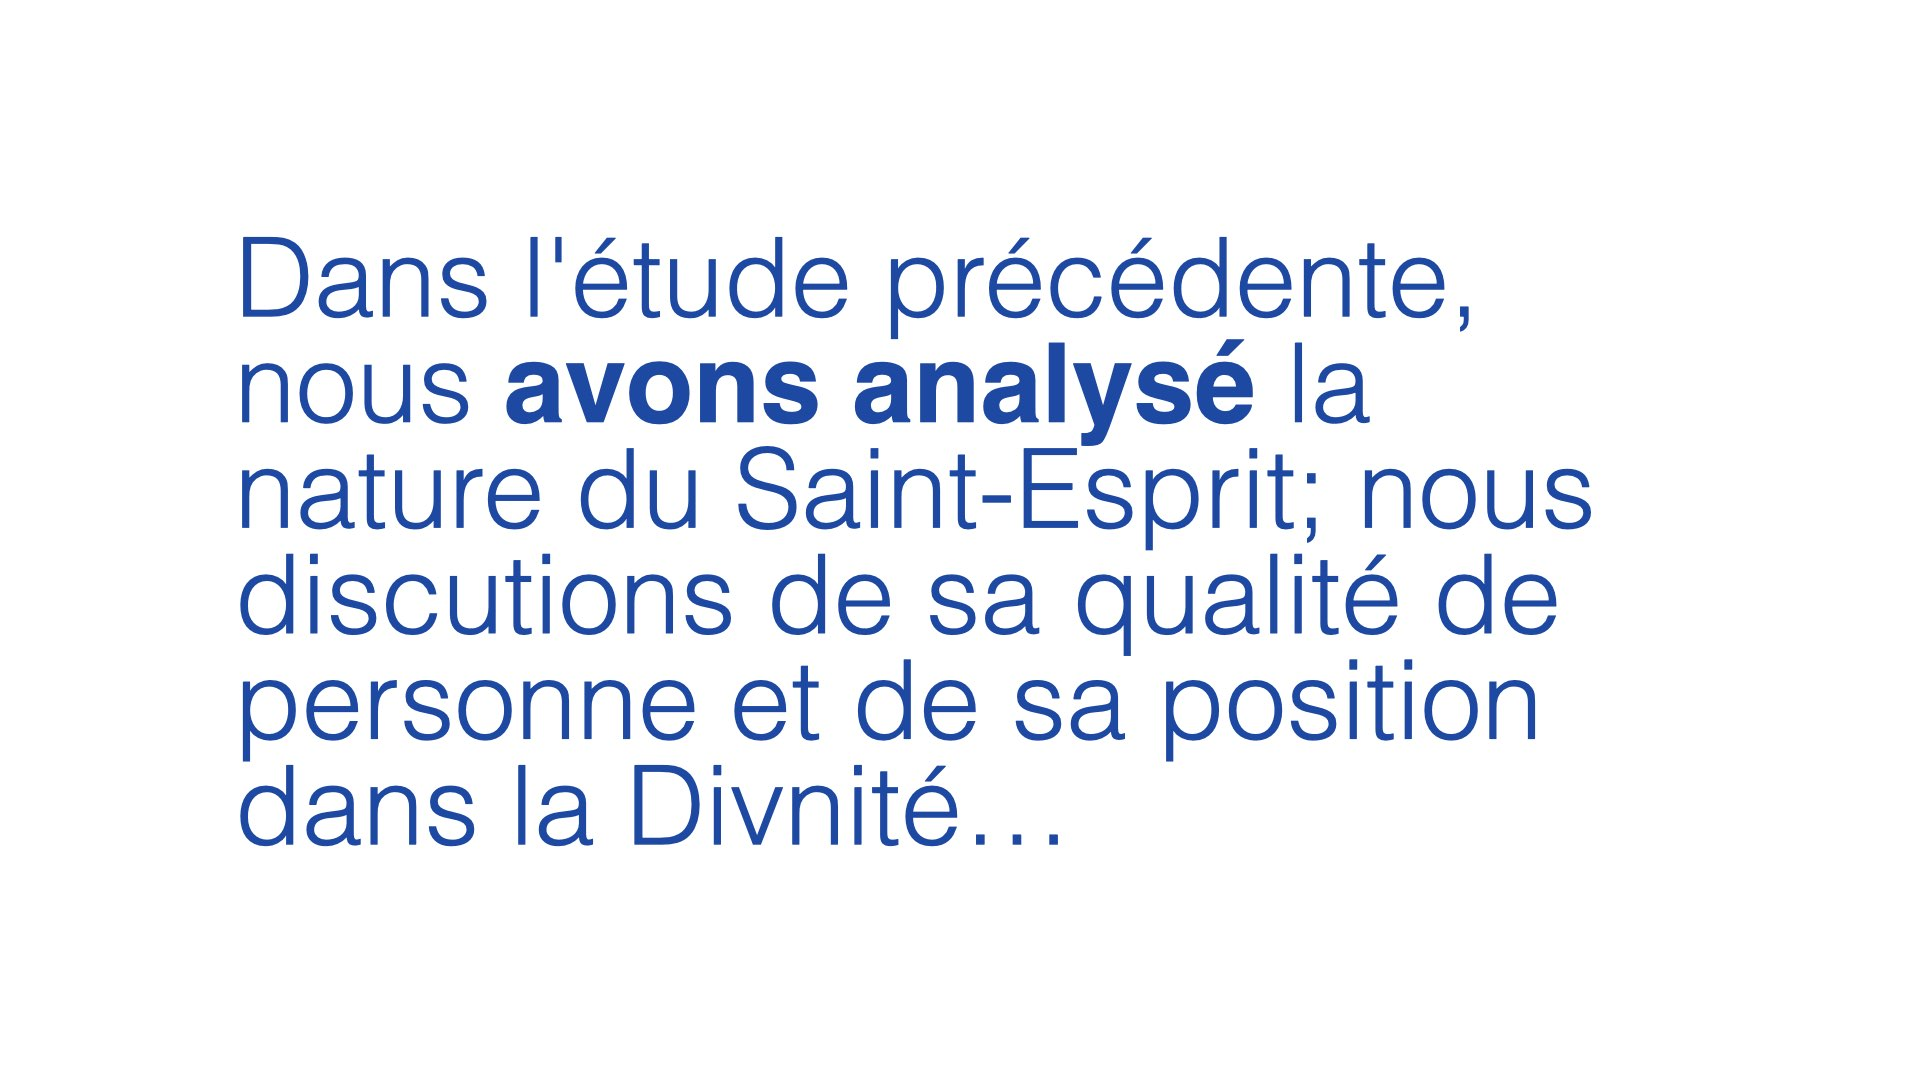 Dans l'étude précédente,
nous avons analysé la
nature du Saint-Esprit; nous
discutions de sa qualité de
personne et de sa position
dans la Divnité…